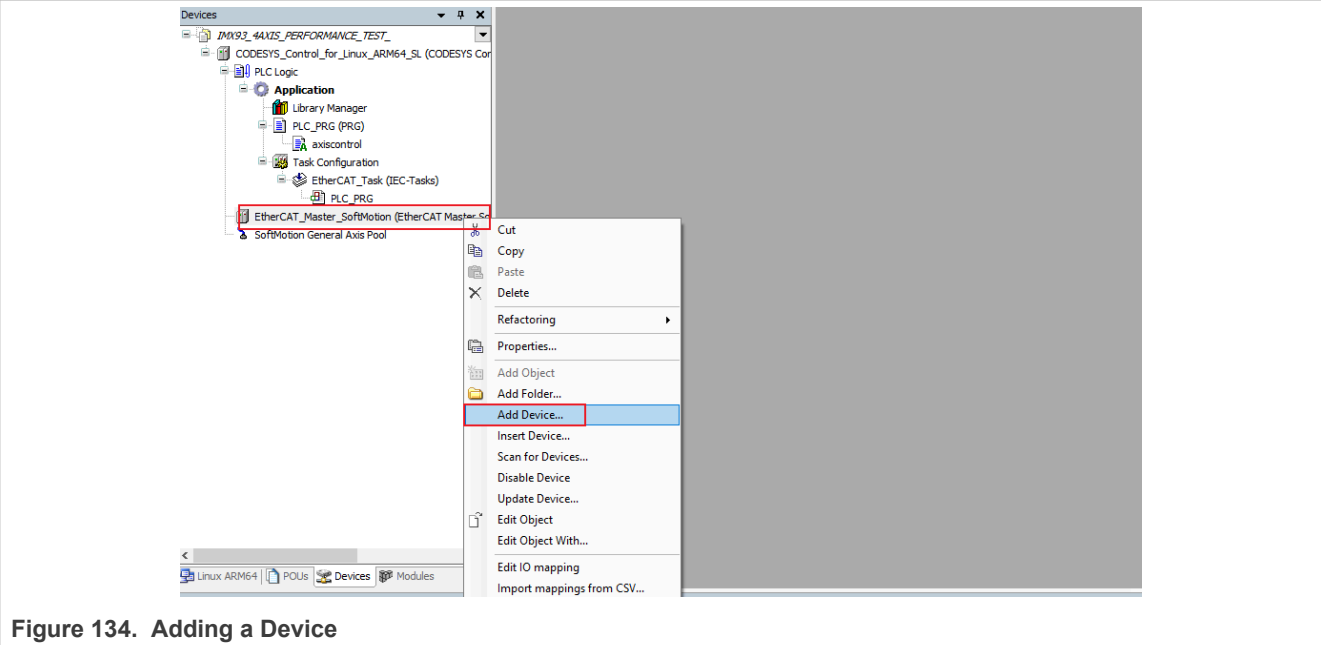 Devices
IMX93_4AXIS_PERFORMANCE_TEST_
CODESYS_Control_for_Linux_ARM64_SL (CODESYS Cor
PLC Logic
Application
Library Manager
PLC_PRG (PRG)
axiscontrol
Task Configuration
EtherCAT_Task (IEC-Tasks)
PLC_PRG
EtherCAT_Master_SoftMotion (EtherCAT Master So
SoftMotion General Axis Pool
Cut
Copy
Paste
Delete
Refactoring
Properties...
Add Object
Add Folder...
Add Device...
Insert Device...
Scan for Devices...
Disable Device
Update Device...
Edit Object
Edit Object With...
Edit IO mapping
Import mappings from CSV...
Linux ARM64 POUs Devices Modules
Figure 134. Adding a Device